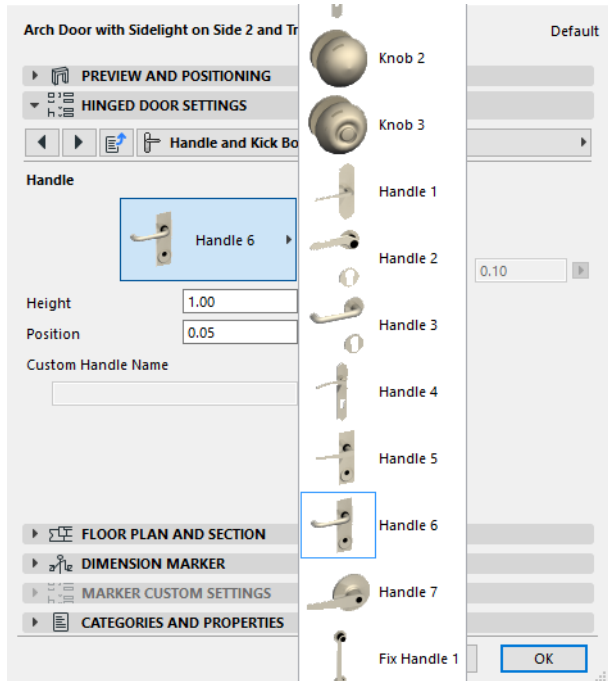 Arch Door with Sidelight on Side 2 and Tr
Default
PREVIEW AND POSITIONING
HINGED DOOR SETTINGS
Handle and Kick Bo
Handle
Handle 6
0.10
Height
1.00
Position
0.05
Custom Handle Name
FLOOR PLAN AND SECTION
DIMENSION MARKER
MARKER CUSTOM SETTINGS
CATEGORIES AND PROPERTIES
Knob 2
Knob 3
Handle 1
Handle 2
Handle 3
Handle 4
Handle 5
Handle 6
Handle 7
Fix Handle 1
OK